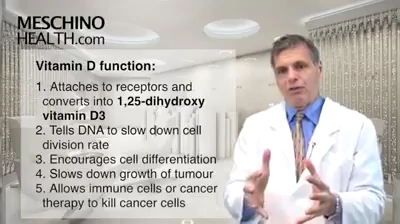 MESCHINO
HEALTH.com
Vitamin D function:
1. Attaches to receptors and
converts into 1,25-dihydroxy
vitamin D3
2. Tells DNA to slow down cell
division rate
3. Encourages cell differentiation
4. Slows down growth of tumour
5. Allows immune cells or cancer
therapy to kill cancer cells